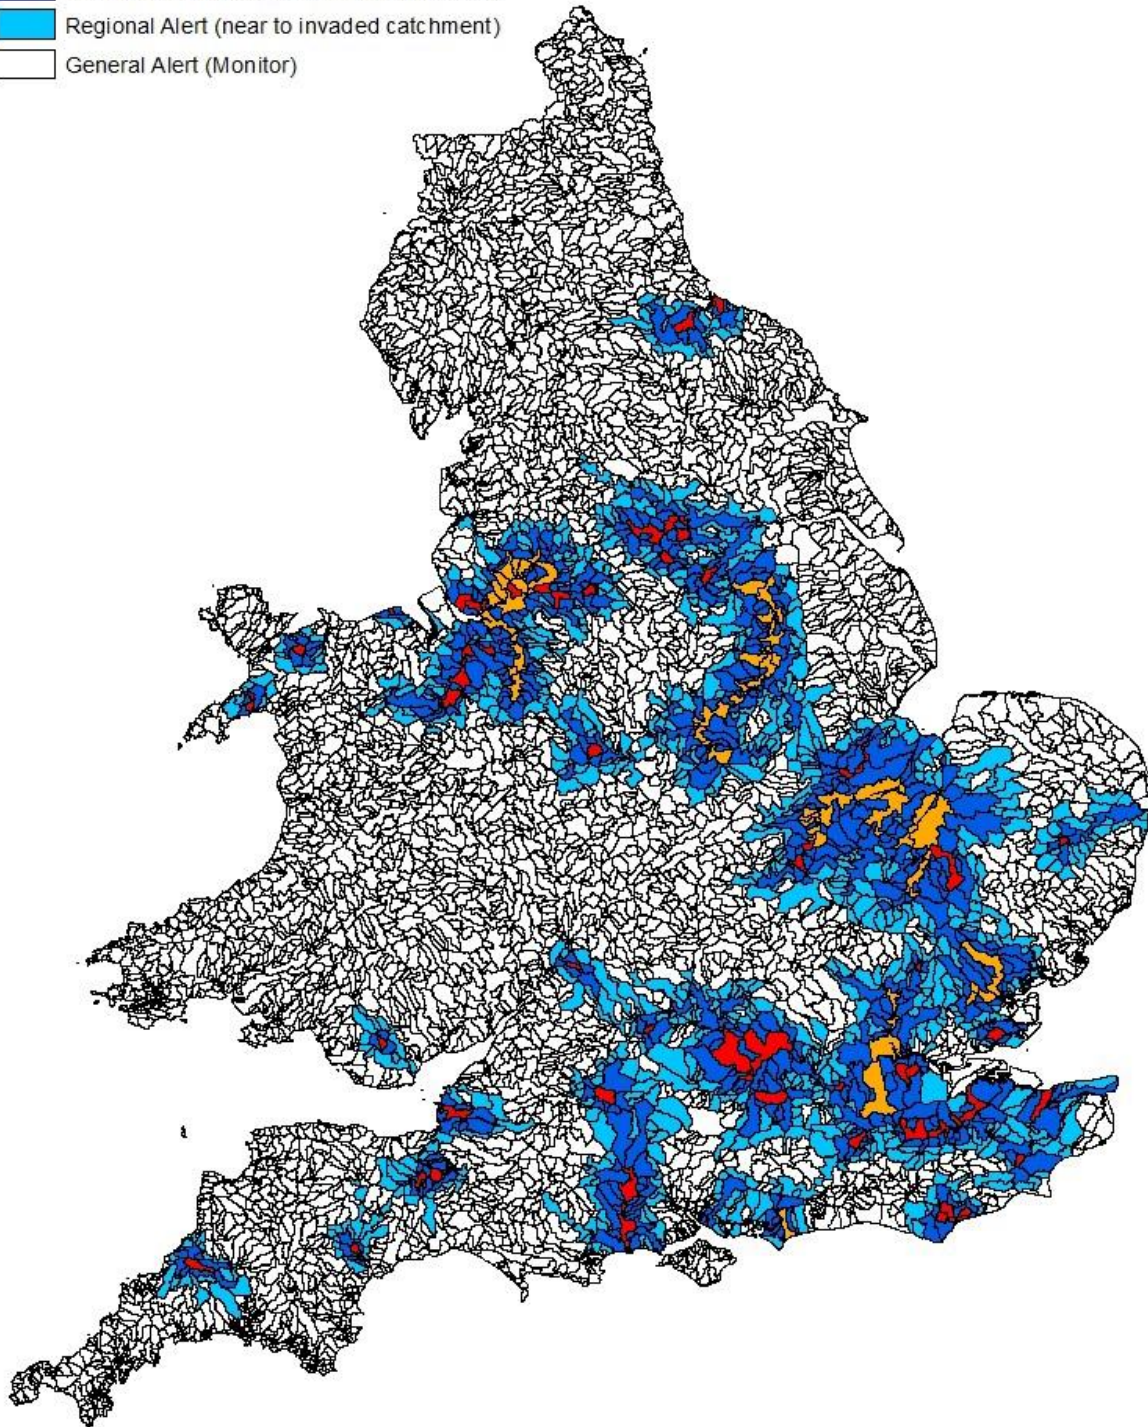 Regional Alert (near to invaded catchment)
General Alert (Monitor)